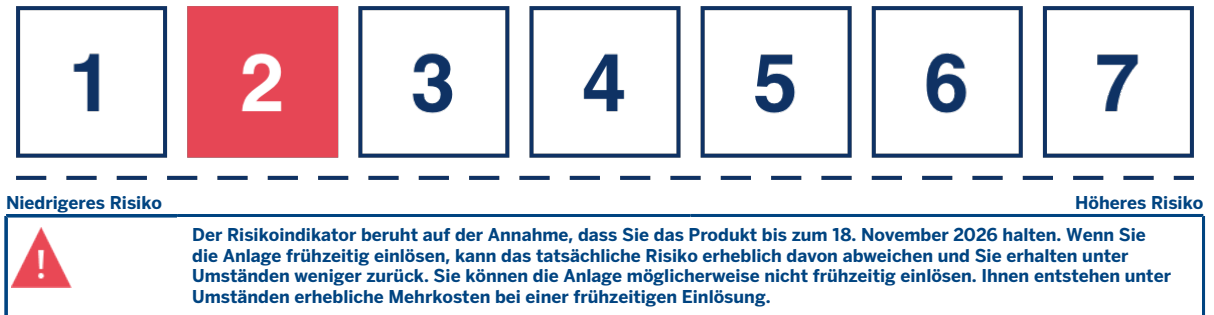 1 2 3 4 5 6 7
Niedrigeres Risiko Höheres Risiko
!
Der Risikoindikator beruht auf der Annahme, dass Sie das Produkt bis zum 18. November 2026 halten. Wenn Sie
die Anlage frühzeitig einlösen, kann das tatsächliche Risiko erheblich davon abweichen und Sie erhalten unter
Umständen weniger zurück. Sie können die Anlage möglicherweise nicht frühzeitig einlösen. Ihnen entstehen unter
Umständen erhebliche Mehrkosten bei einer frühzeitigen Einlösung.